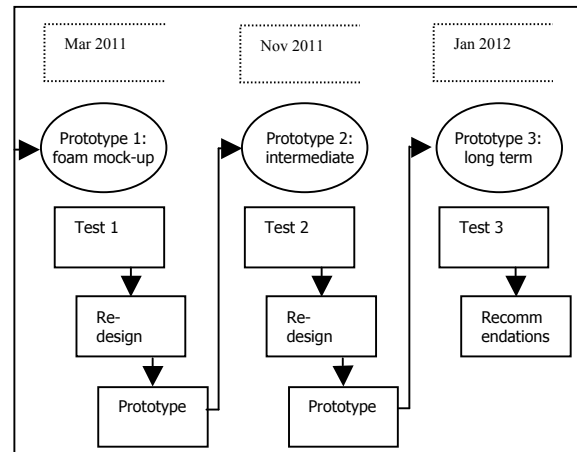 Mar 2011
Nov 2011
Jan 2012
Prototype 1:
foam mock-up
Prototype 2:
intermediate
Prototype 3:
long term
Test 1
Test 2
Test 3
Re-
design
Re-
design
Recomm
endations
Prototype
Prototype